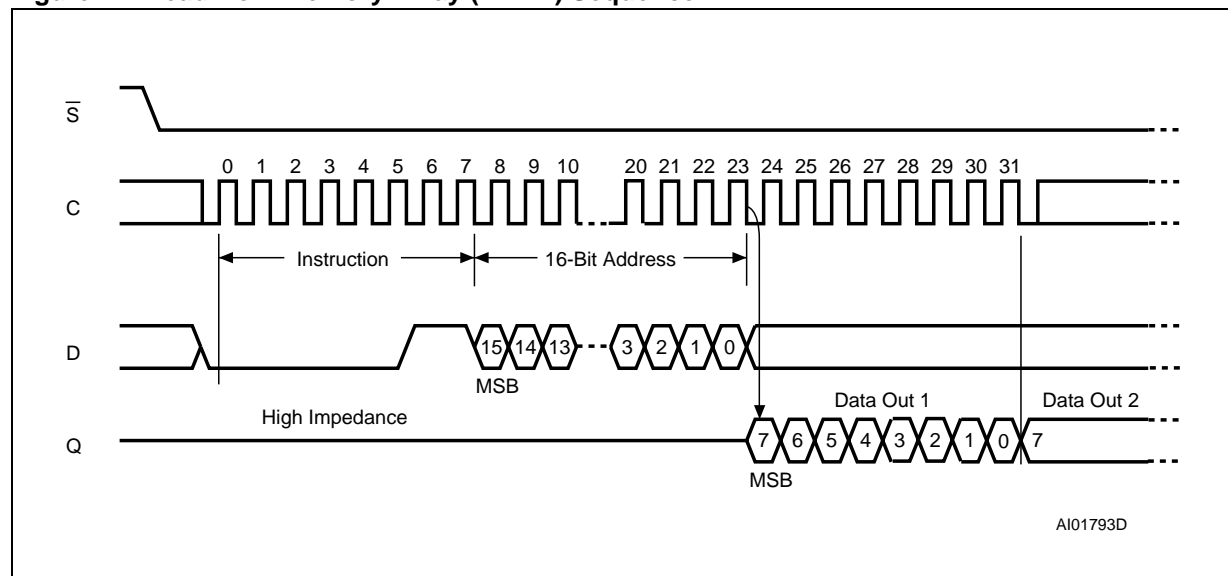 S
0 1 2 3 4 5 6 7 8 9 10 20 21 22 23 24 25 26 27 28 29 30 31
C
Instruction 16-Bit Address
D 15 14 13 3 2 1 0
MSB
High Impedance Data Out 1 Data Out 2
Q 7 6 5 4 3 2 1 0 7
MSB
AI01793D